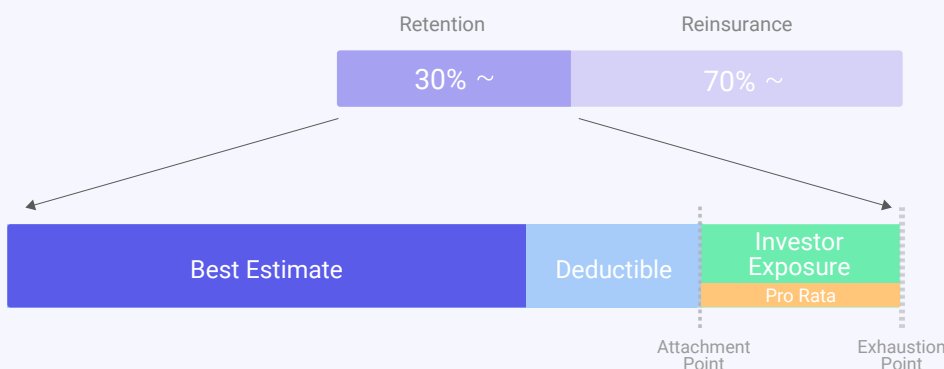 Retention
Reinsurance
30% ~
70% ~
Best Estimate
Deductible
Investor
Exposure
Pro Rata
Attachment
Point
Exhaustion
Point